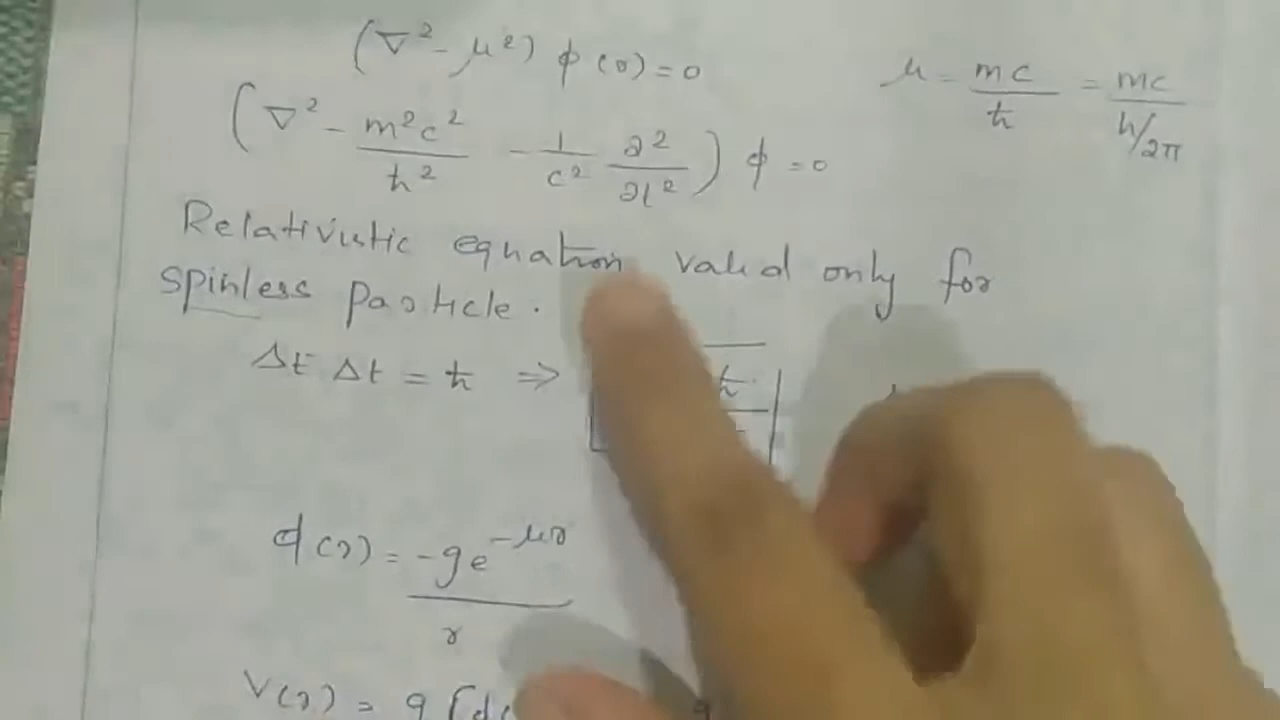 (∇² - μ²) ϕ(r) = 0
μ = mc/ħ = mc/h/2π
(∇² - m²c²/ħ² - 1/c² ∂²/∂t²) ϕ = 0
Relativistic equation valid only for
spinless particle.
ΔE Δt = ħ ⇒ ħ
ϕ(r) = -ge^{-μr}/r
V(r) = g